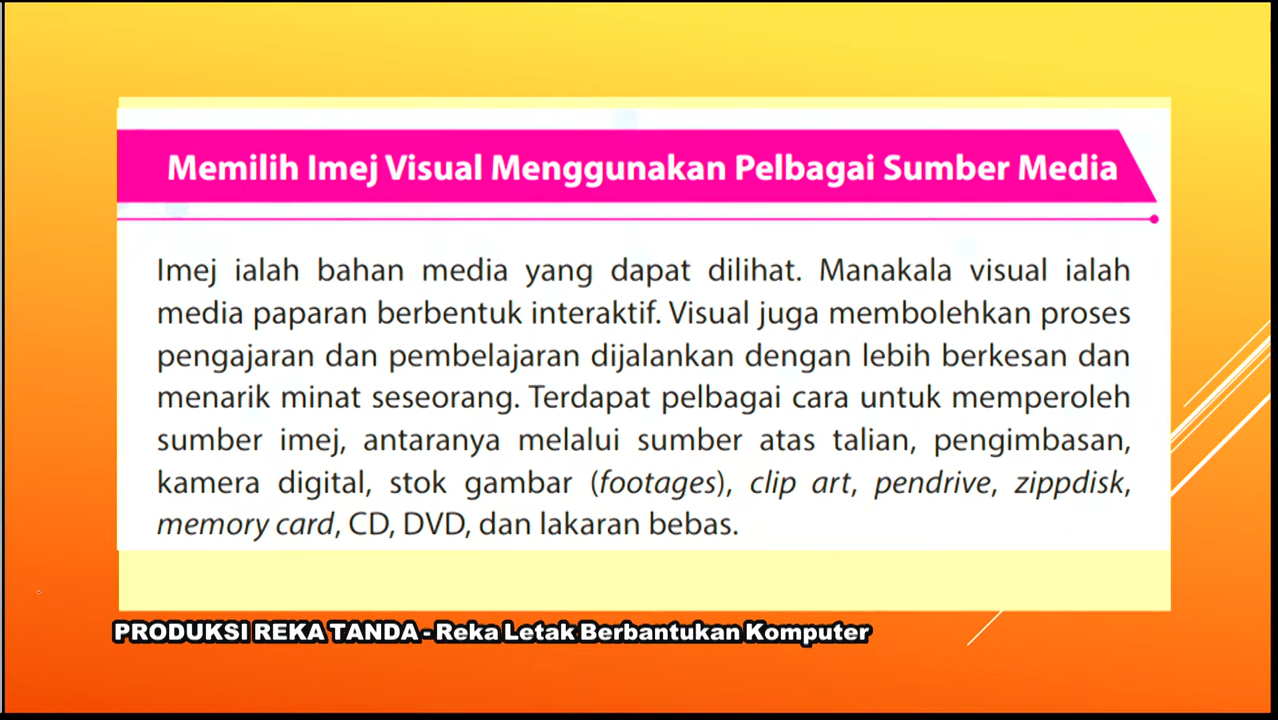 Memilih Imej Visual Menggunakan Pelbagai Sumber Media
Imej ialah bahan media yang dapat dilihat. Manakala visual ialah
media paparan berbentuk interaktif. Visual juga membolehkan proses
pengajaran dan pembelajaran dijalankan dengan lebih berkesan dan
menarik minat seseorang. Terdapat pelbagai cara untuk memperoleh
sumber imej, antaranya melalui sumber atas talian, pengimbasan,
kamera digital, stok gambar (footages), clip art, pendrive, zippdisk,
memory card, CD, DVD, dan lakaran bebas.
PRODUKSI REKA TANDA - Reka Letak Berbantukan Komputer